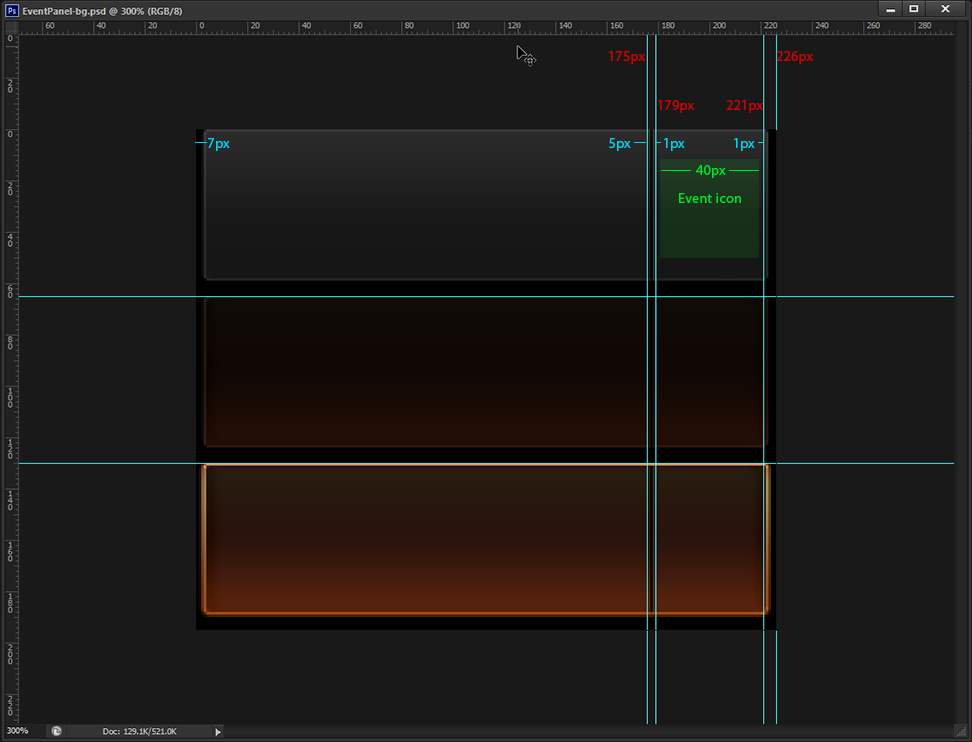 EventPanel-bg.psd @ 300% (RGB/8)
60 40 20 0 20 40 60 80 100 120 140 160 180 200 220 240 260 280
0
20
0
20
40
60
80
100
120
140
160
180
200
220
175px 226px
179px 221px
7px 5px 1px 1px
40px
Event icon
300% Doc: 129.1K/521.0K